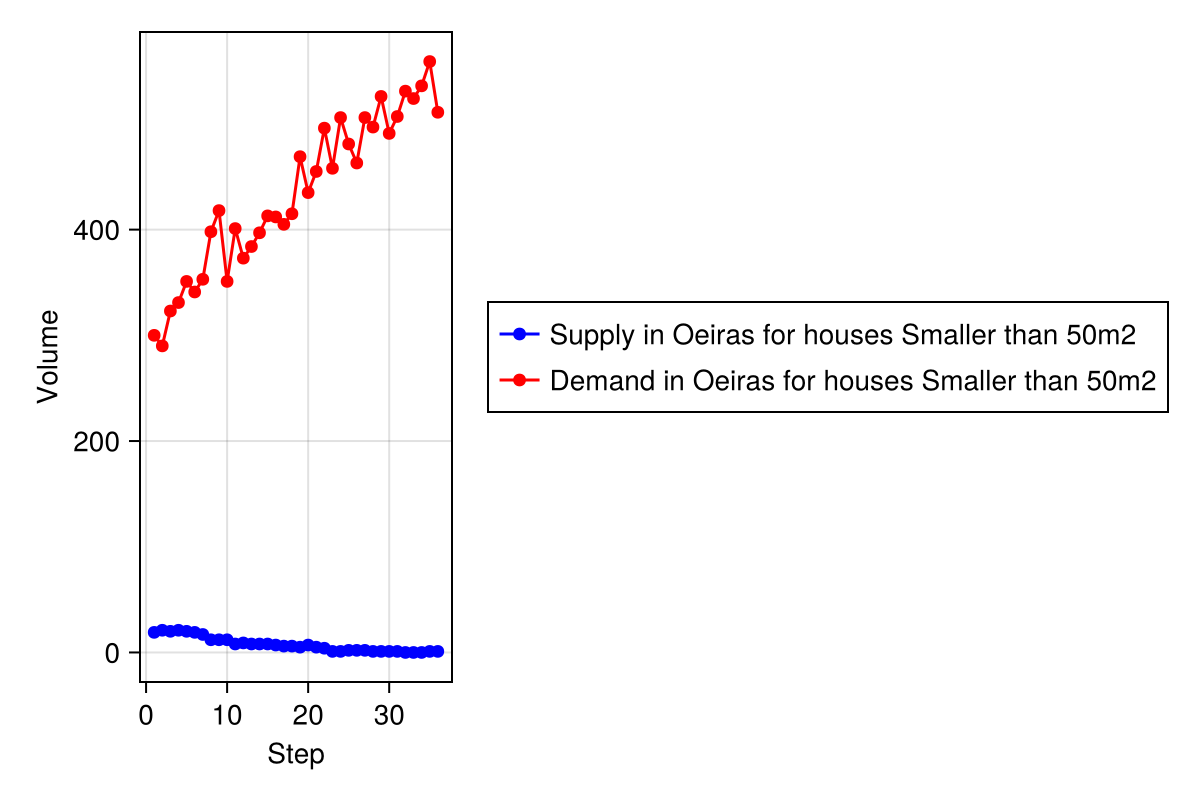 400
200
0
Volume
0 10 20 30
Step
Supply in Oeiras for houses Smaller than 50m2
Demand in Oeiras for houses Smaller than 50m2